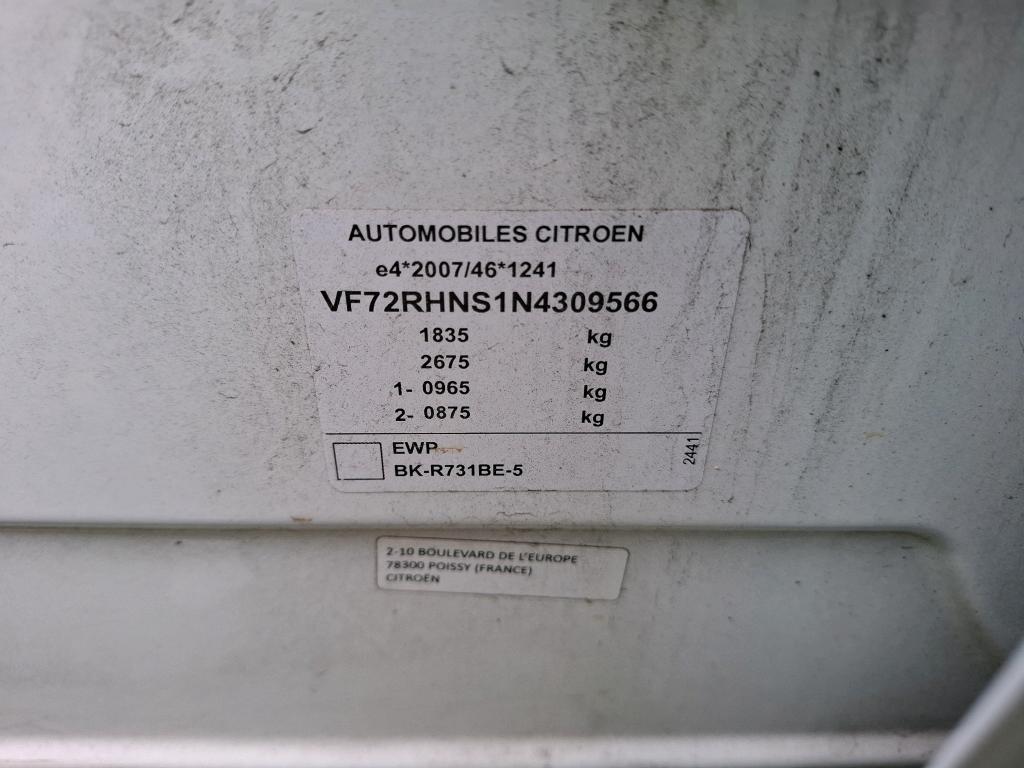 AUTOMOBILES CITROEN
e4*2007/46*1241
VF72RHNS1N4309566
1835 kg
2675 kg
1- 0965 kg
2- 0875 kg
EWP
BK-R731BE-5
2441
2-10 BOULEVARD DE L'EUROPE
78300 POISSY (FRANCE)
CITROËN